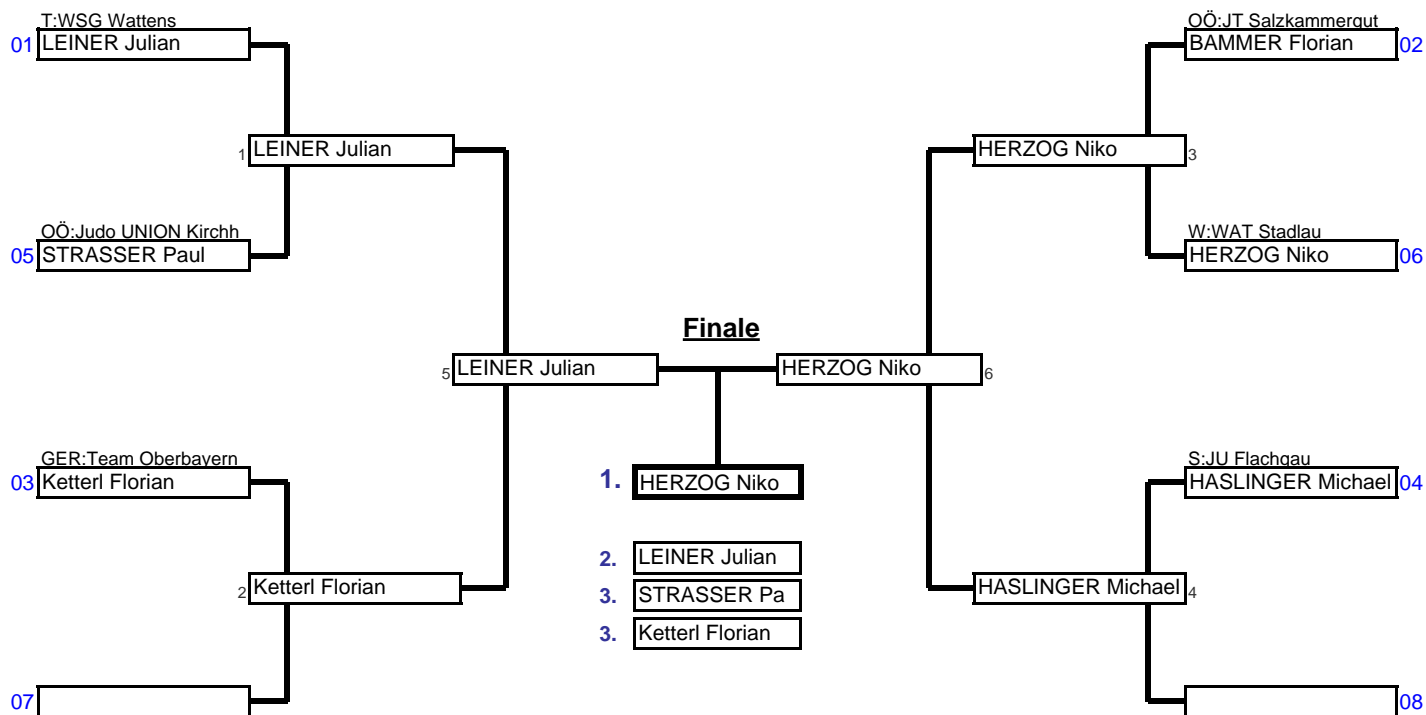 T:WSG Wattens
01 LEINER Julian
OÖ:JT Salzkammergut
BAMMER Florian 02
1 LEINER Julian
HERZOG Niko 3
OÖ:Judo UNION Kirchh
05 STRASSER Paul
W:WAT Stadlau
HERZOG Niko 06
Finale
5 LEINER Julian
HERZOG Niko 6
GER:Team Oberbayern
03 Ketterl Florian
1. HERZOG Niko
S:JU Flachgau
HASLINGER Michael 04
2. LEINER Julian
3. STRASSER Pa
3. Ketterl Florian
2 Ketterl Florian
HASLINGER Michael 4
07
08